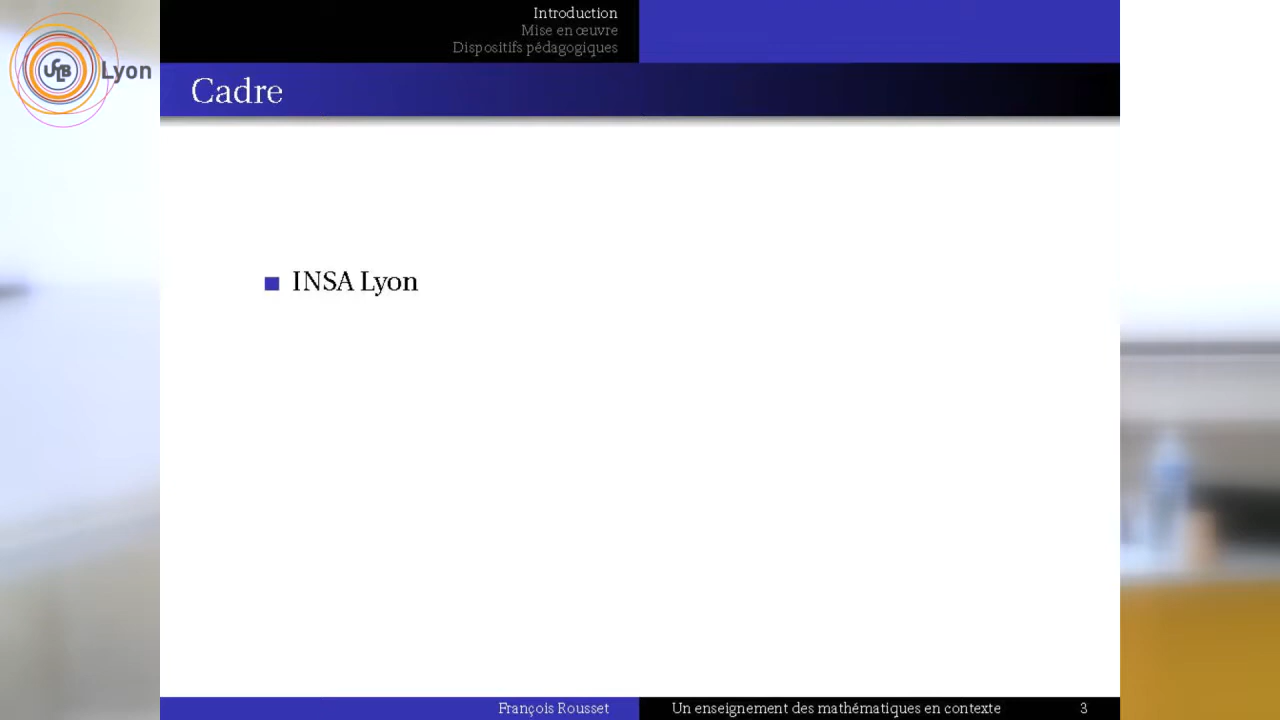 Introduction
Mise en œuvre
Dispositifs pédagogiques
UCBL Lyon
Cadre
INSA Lyon
François Rousset
Un enseignement des mathématiques en contexte
3